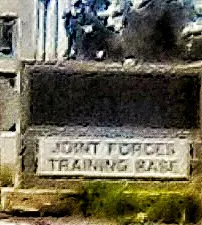 JOINT FORCES
TRAINING BASE